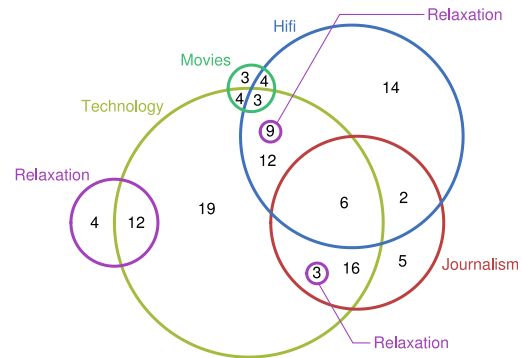 Relaxation
Hifi
Movies
3 4
14
4 3
Technology
9
12
Relaxation
4 12 19 6 2
3 16 5
Journalism
Relaxation